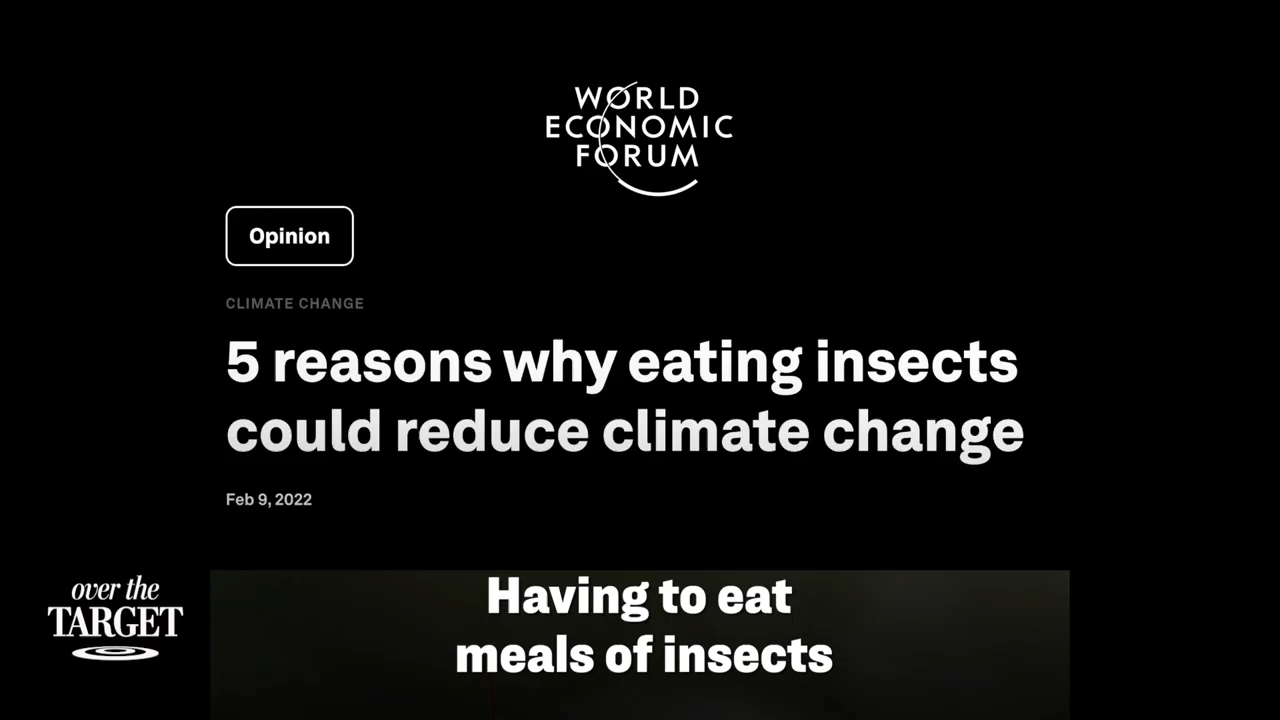 WORLD
ECONOMIC
FORUM
Opinion
CLIMATE CHANGE
5 reasons why eating insects
could reduce climate change
Feb 9, 2022
over the
TARGET
Having to eat
meals of insects